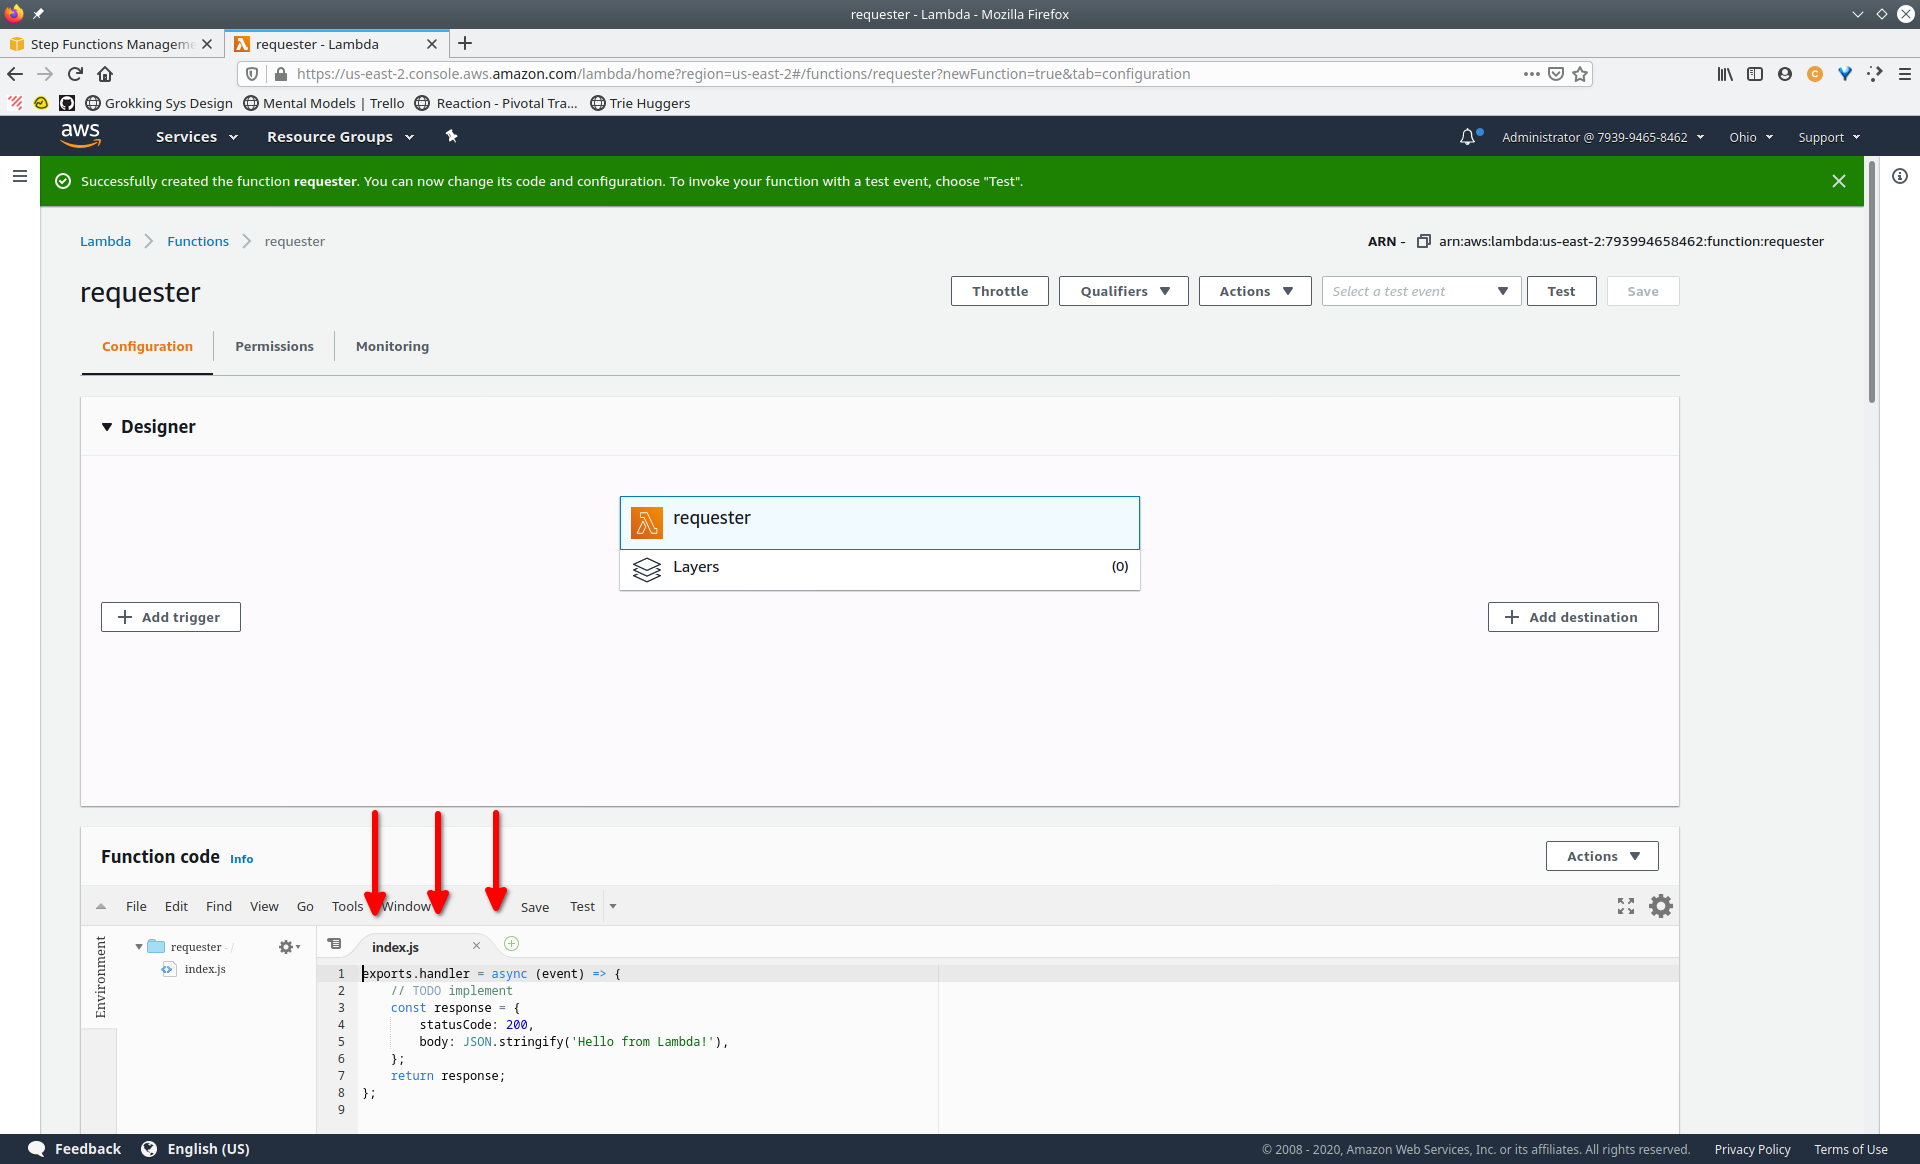 requester - Lambda - Mozilla Firefox
Step Functions Manageme
requester - Lambda
https://us-east-2.console.aws.amazon.com/lambda/home?region=us-east-2#/functions/requester?newFunction=true&tab=configuration
Grokking Sys Design
Mental Models | Trello
Reaction - Pivotal Tra...
Trie Huggers
aws
Services
Resource Groups
Administrator @ 7939-9465-8462
Ohio
Support
Successfully created the function requester. You can now change its code and configuration. To invoke your function with a test event, choose "Test".
Lambda
Functions
requester
ARN - arn:aws:lambda:us-east-2:793994658462:function:requester
requester
Throttle
Qualifiers
Actions
Select a test event
Test
Save
Configuration
Permissions
Monitoring
Designer
requester
Layers
(0)
Add trigger
Add destination
Function code Info
Actions
File
Edit
Find
View
Go
Tools
Window
Save
Test
Environment
requester - /
index.js
index.js
1 exports.handler = async (event) => {
2     // TODO implement
3     const response = {
4         statusCode: 200,
5         body: JSON.stringify('Hello from Lambda!'),
6     };
7     return response;
8 };
9
Feedback
English (US)
© 2008 - 2020, Amazon Web Services, Inc. or its affiliates. All rights reserved.
Privacy Policy
Terms of Use